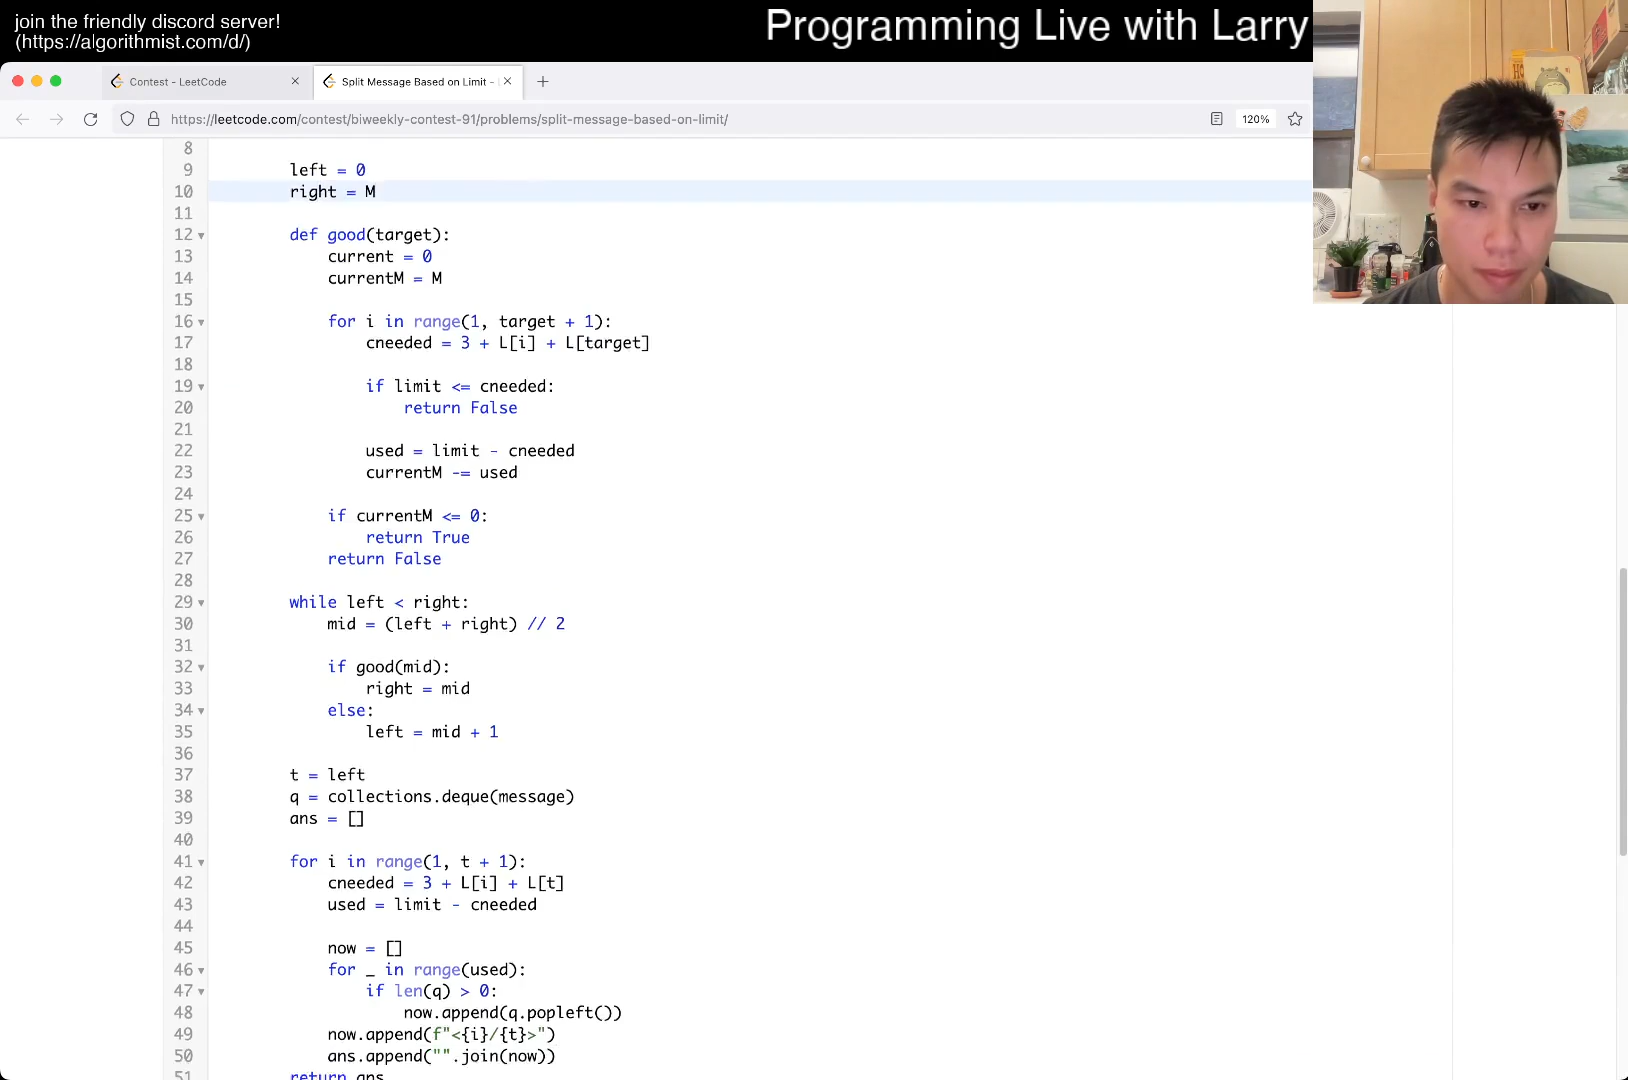 join the friendly discord server!
(https://algorithmist.com/d/)
Programming Live with Larry
Contest - LeetCode
Split Message Based on Limit -
https://leetcode.com/contest/biweekly-contest-91/problems/split-message-based-on-limit/
120%
8
9 left = 0
10 right = M
11
12 def good(target):
13 current = 0
14 currentM = M
15
16 for i in range(1, target + 1):
17 cneeded = 3 + L[i] + L[target]
18
19 if limit <= cneeded:
20 return False
21
22 used = limit - cneeded
23 currentM -= used
24
25 if currentM <= 0:
26 return True
27 return False
28
29 while left < right:
30 mid = (left + right) // 2
31
32 if good(mid):
33 right = mid
34 else:
35 left = mid + 1
36
37 t = left
38 q = collections.deque(message)
39 ans = []
40
41 for i in range(1, t + 1):
42 cneeded = 3 + L[i] + L[t]
43 used = limit - cneeded
44
45 now = []
46 for _ in range(used):
47 if len(q) > 0:
48 now.append(q.popleft())
49 now.append(f"<{i}/{t}>")
50 ans.append("".join(now))
51 return ans